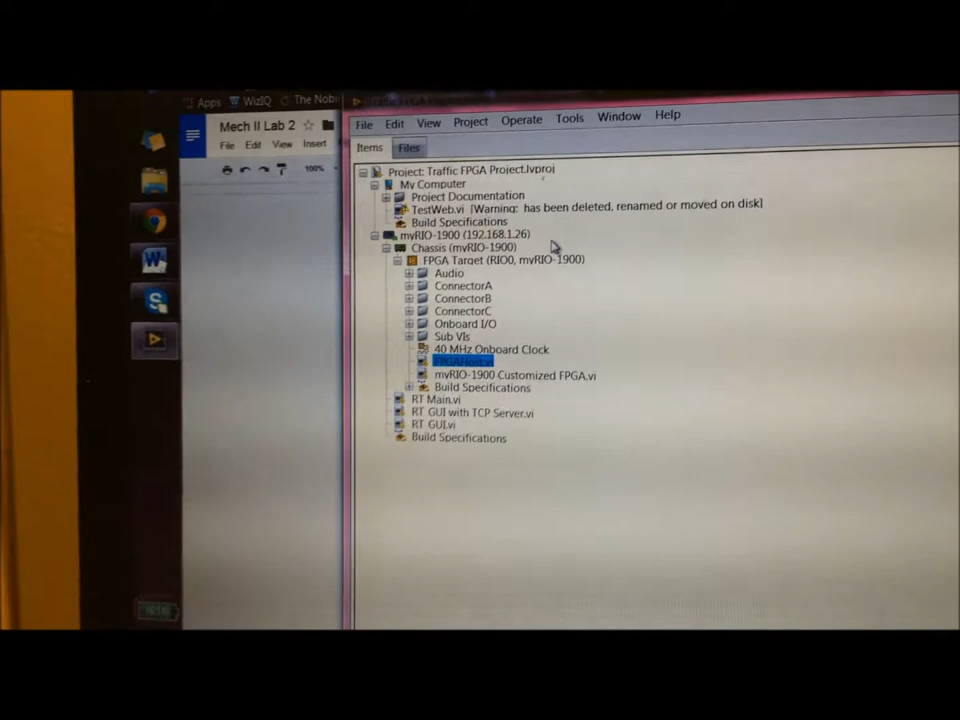 Apps WizIQ The Nob
Mech II Lab 2
File Edit View Insert
100%
File Edit View Project Operate Tools Window Help
Items Files
Project: Traffic FPGA Project.lvproj
My Computer
Project Documentation
TestWeb.vi [Warning: has been deleted, renamed or moved on disk]
Build Specifications
myRIO-1900 (192.168.1.26)
Chassis (myRIO-1900)
FPGA Target (RIO0, myRIO-1900)
Audio
ConnectorA
ConnectorB
ConnectorC
Onboard I/O
Sub VIs
40 MHz Onboard Clock
FPGAHost.vi
myRIO-1900 Customized FPGA.vi
Build Specifications
RT Main.vi
RT GUI with TCP Server.vi
RT GUI.vi
Build Specifications